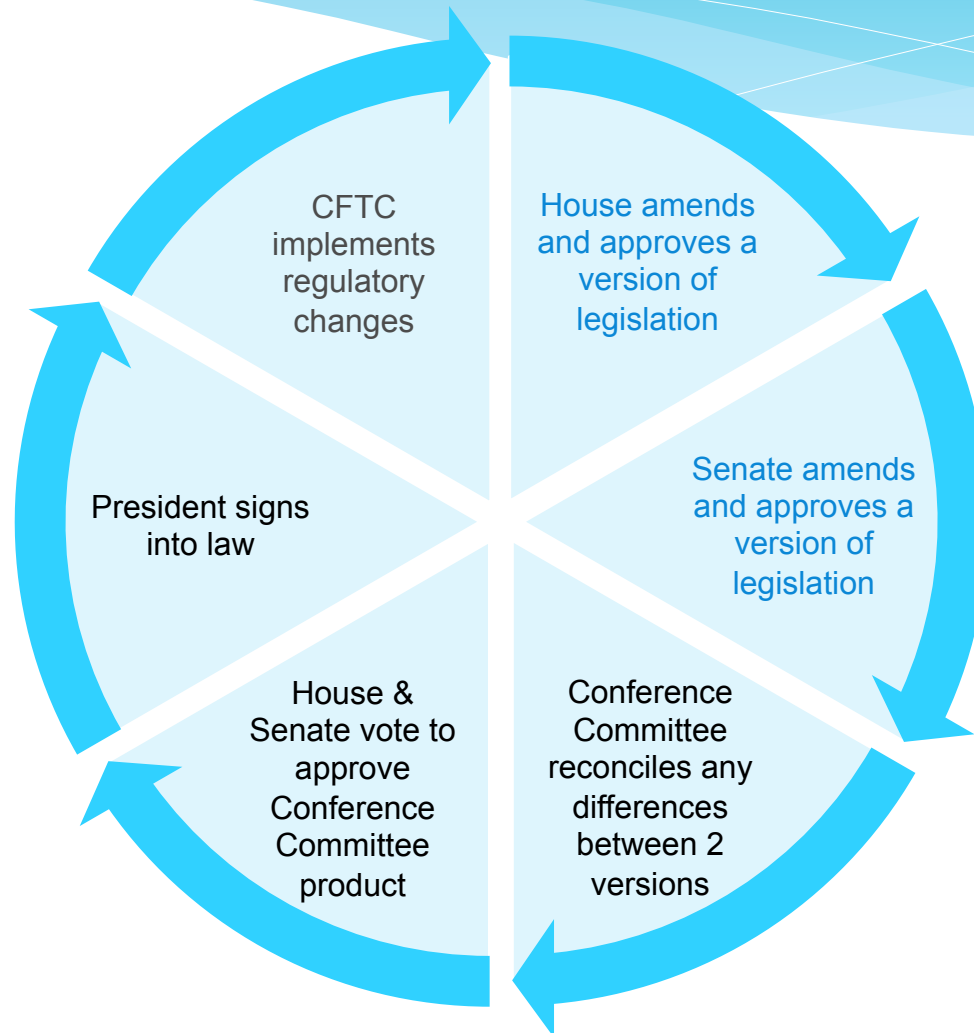 House amends
and approves a
version of
legislation
Senate amends
and approves a
version of
legislation
Conference
Committee
reconciles any
differences
between 2
versions
House &
Senate vote to
approve
Conference
Committee
product
President signs
into law
CFTC
implements
regulatory
changes